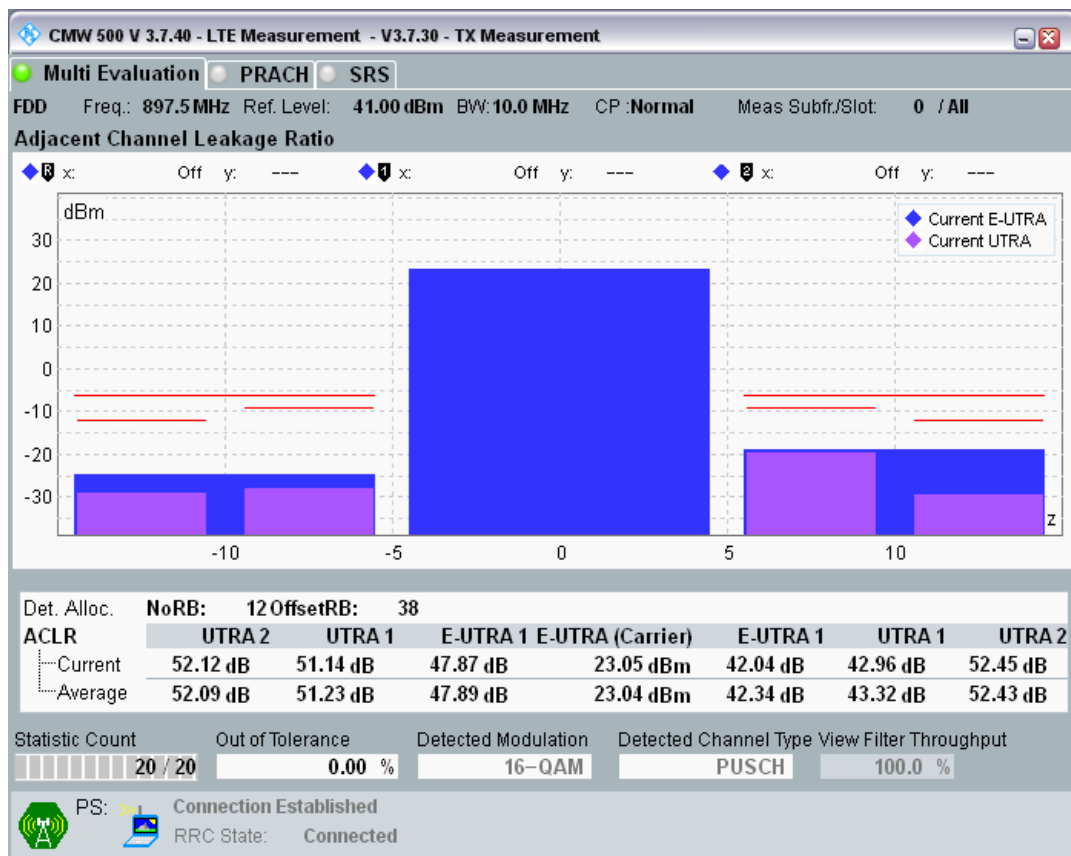 CMW 500 V 3.7.40 - LTE Measurement - V3.7.30 - TX Measurement
Multi Evaluation PRACH SRS
FDD Freq.: 897.5 MHz Ref. Level: 41.00 dBm BW: 10.0 MHz CP :Normal Meas Subfr./Slot: 0 / All
Adjacent Channel Leakage Ratio
R x: Off y: --- 1 x: Off y: --- 2 x: Off y: ---
dBm
Current E-UTRA
Current UTRA
30
20
10
0
-10
-20
-30
z
-10 -5 0 5 10
Det. Alloc. NoRB: 12 OffsetRB: 38
ACLR UTRA 2 UTRA 1 E-UTRA 1 E-UTRA (Carrier) E-UTRA 1 UTRA 1 UTRA 2
Current 52.12 dB 51.14 dB 47.87 dB 23.05 dBm 42.04 dB 42.96 dB 52.45 dB
Average 52.09 dB 51.23 dB 47.89 dB 23.04 dBm 42.34 dB 43.32 dB 52.43 dB
Statistic Count Out of Tolerance Detected Modulation Detected Channel Type View Filter Throughput
20 / 20 0.00 % 16-QAM PUSCH 100.0 %
PS: Connection Established
RRC State: Connected